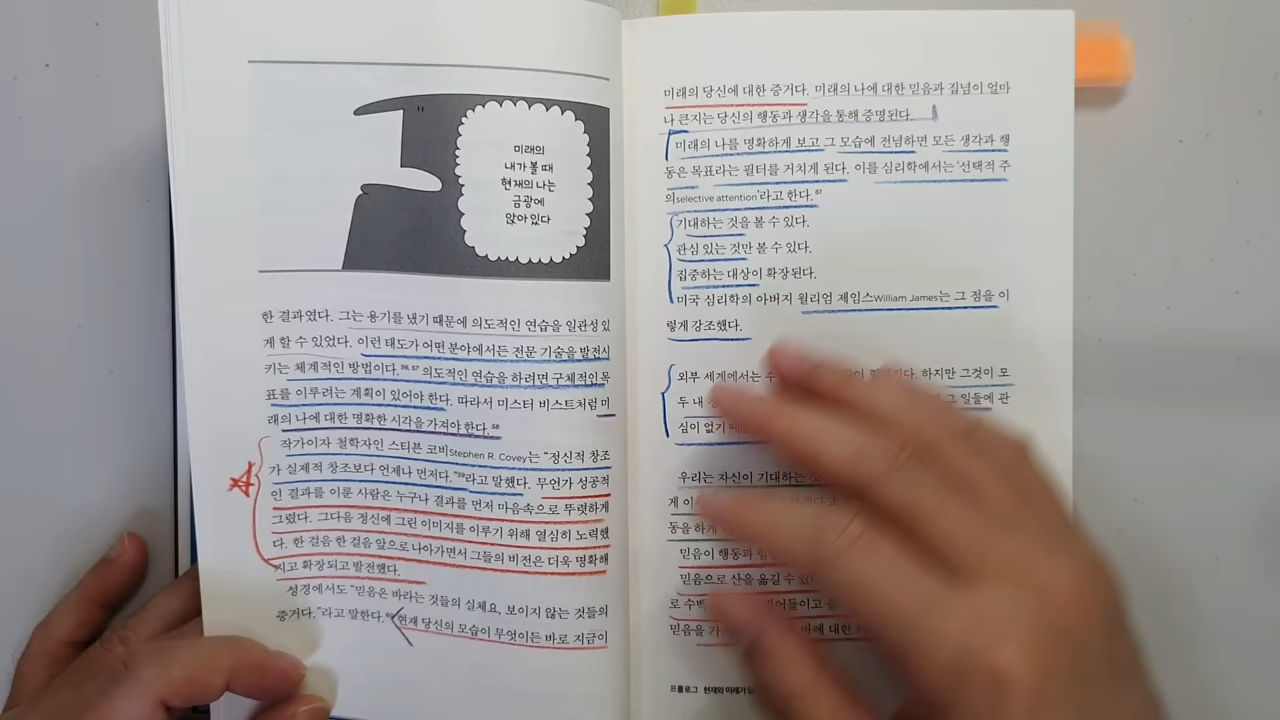 미래의
내가 볼 때
현재의 나는
금광에
앉아 있다
한 결과였다. 그는 용기를 냈기 때문에 의도적인 연습을 일관성 있
게 할 수 있었다. 이런 태도가 어떤 분야에서든 전문 기술을 발전시
키는 체계적인 방법이다.56, 57 의도적인 연습을 하려면 구체적인 목
표를 이루려는 계획이 있어야 한다. 따라서 미스터 비스트처럼 미
래의 나에 대한 명확한 시각을 가져야 한다.58
작가이자 철학자인 스티븐 코비Stephen R. Covey는 “정신적 창조
가 실제적 창조보다 언제나 먼저다.”59라고 말했다. 무언가 성공적
인 결과를 이룬 사람은 누구나 결과를 먼저 마음속으로 뚜렷하게
그렸다. 그다음 정신에 그린 이미지를 이루기 위해 열심히 노력했
다. 한 걸음 한 걸음 앞으로 나아가면서 그들의 비전은 더욱 명확해
지고 확장되고 발전했다.
성경에서도 “믿음은 바라는 것들의 실체요, 보이지 않는 것들의
증거다.”라고 말한다.60 현재 당신의 모습이 무엇이든 바로 지금이
미래의 당신에 대한 증거다. 미래의 나에 대한 믿음과 집념이 얼마
나 큰지는 당신의 행동과 생각을 통해 증명된다.
미래의 나를 명확하게 보고 그 모습에 전념하면 모든 생각과 행
동은 목표라는 필터를 거치게 된다. 이를 심리학에서는 ‘선택적 주
의selective attention’라고 한다.61
기대하는 것을 볼 수 있다.
관심 있는 것만 볼 수 있다.
집중하는 대상이 확장된다.
미국 심리학의 아버지 윌리엄 제임스William James는 그 점을 이
렇게 강조했다.
외부 세계에서는 하지만 그것이 모
두 내 그 일들에 관
심이 없기
우리는 자신이 기대하는
게
동을 하게
믿음이 행동과
믿음으로 산을 옮길 수
로
믿음을 바에 대한
프롤로그 현재와 미래가